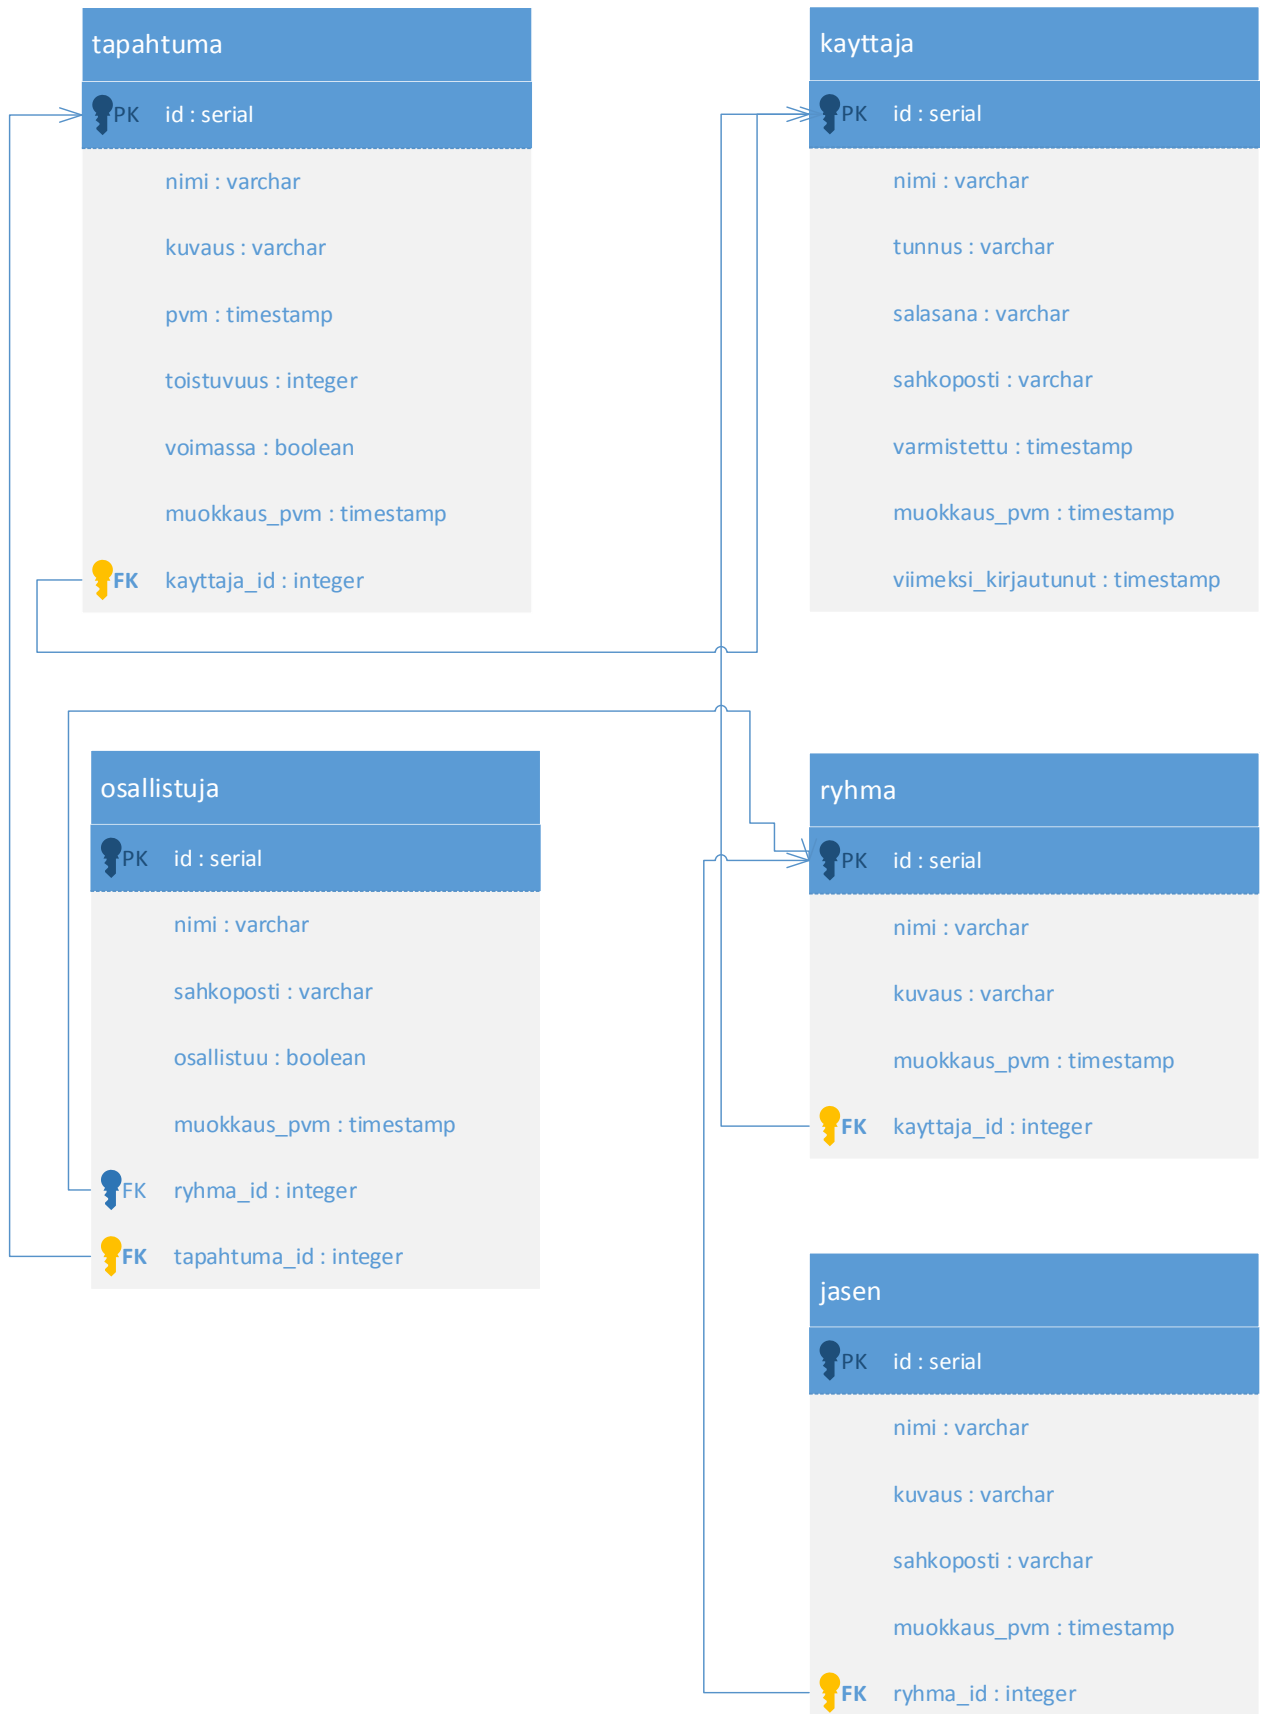 tapahtuma
PK id : serial
nimi : varchar
kuvaus : varchar
pvm : timestamp
toistuvuus : integer
voimassa : boolean
muokkaus_pvm : timestamp
FK kayttaja_id : integer
kayttaja
PK id : serial
nimi : varchar
tunnus : varchar
salasana : varchar
sahkoposti : varchar
varmistettu : timestamp
muokkaus_pvm : timestamp
viimeksi_kirjautunut : timestamp
osallistuja
PK id : serial
nimi : varchar
sahkoposti : varchar
osallistuu : boolean
muokkaus_pvm : timestamp
FK ryhma_id : integer
FK tapahtuma_id : integer
ryhma
PK id : serial
nimi : varchar
kuvaus : varchar
muokkaus_pvm : timestamp
FK kayttaja_id : integer
jasen
PK id : serial
nimi : varchar
kuvaus : varchar
sahkoposti : varchar
muokkaus_pvm : timestamp
FK ryhma_id : integer